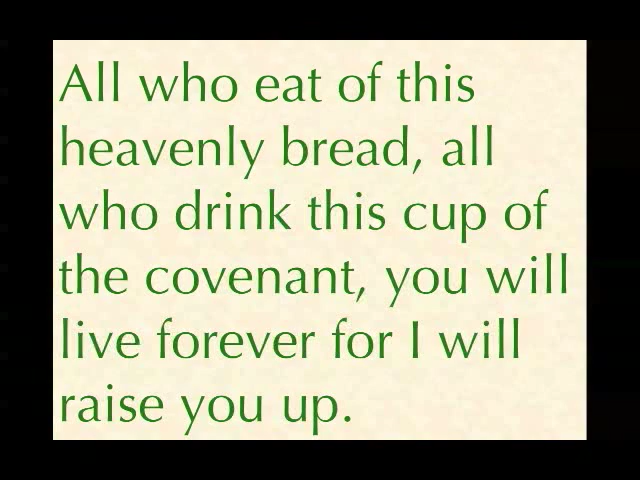 All who eat of this
heavenly bread, all
who drink this cup of
the covenant, you will
live forever for I will
raise you up.